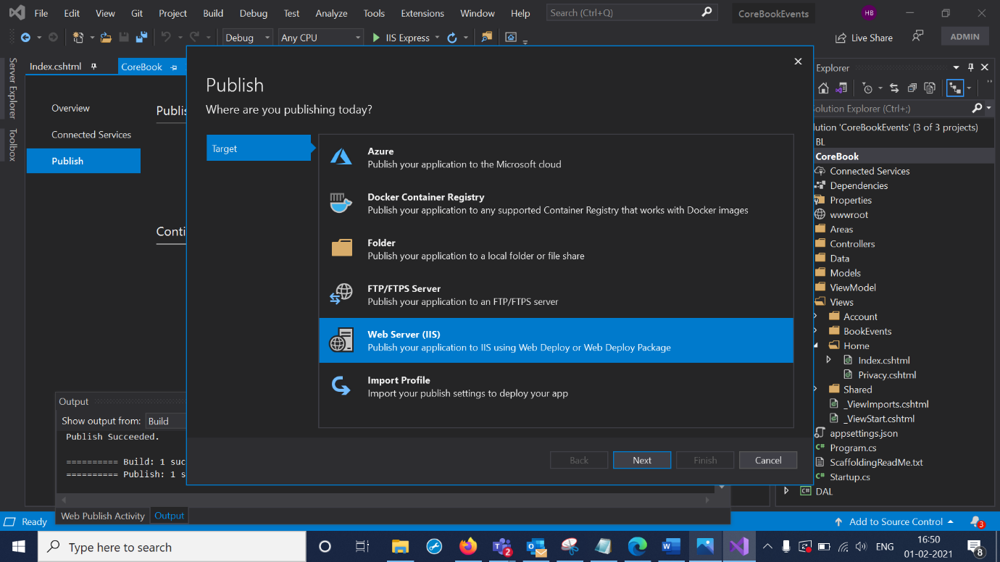 File Edit View Git Project Build Debug Test Analyze Tools Extensions Window Help Search (Ctrl+Q) CoreBookEvents HB
Debug Any CPU IIS Express Live Share ADMIN
Index.cshtml CoreBook
Server Explorer
Toolbox
Overview
Connected Services
Publish
Publis
Conti
Publish
Where are you publishing today?
Target
Azure
Publish your application to the Microsoft cloud
Docker Container Registry
Publish your application to any supported Container Registry that works with Docker images
Folder
Publish your application to a local folder or file share
FTP/FTPS Server
Publish your application to an FTP/FTPS server
Web Server (IIS)
Publish your application to IIS using Web Deploy or Web Deploy Package
Import Profile
Import your publish settings to deploy your app
Back Next Finish Cancel
Explorer
olution Explorer (Ctrl+;)
lution 'CoreBookEvents' (3 of 3 projects)
BL
CoreBook
Connected Services
Dependencies
Properties
wwwroot
Areas
Controllers
Data
Models
ViewModel
Views
Account
BookEvents
Home
Index.cshtml
Privacy.cshtml
Shared
_ViewImports.cshtml
_ViewStart.cshtml
appsettings.json
C# Program.cs
ScaffoldingReadMe.txt
C# Startup.cs
C# DAL
Output
Show output from: Build
Publish Succeeded.
========== Build: 1 suc
========== Publish: 1 s
Web Publish Activity Output
Ready Add to Source Control 3
Type here to search 2 ENG 16:50
01-02-2021 8